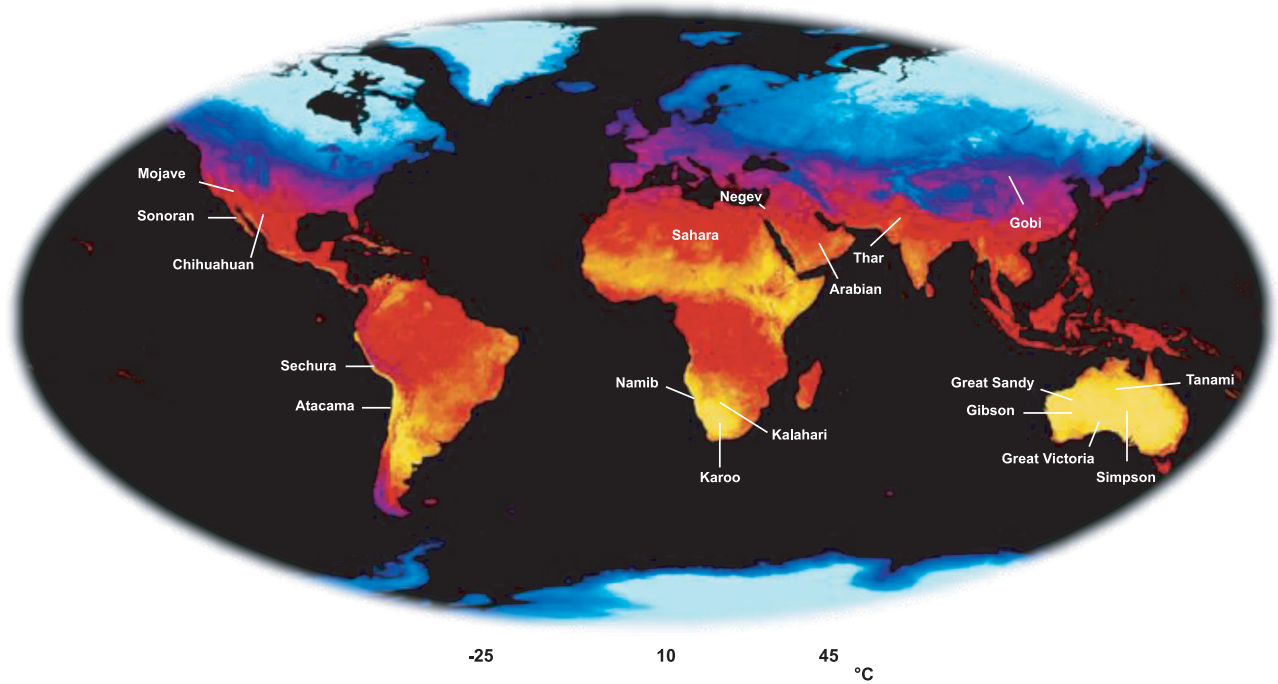 Mojave
Negev
Sonoran
Gobi
Sahara
Thar
Chihuahuan
Arabian
Sechura
Namib
Great Sandy
Tanami
Atacama
Gibson
Kalahari
Great Victoria
Karoo
Simpson
-25 10 45
°C